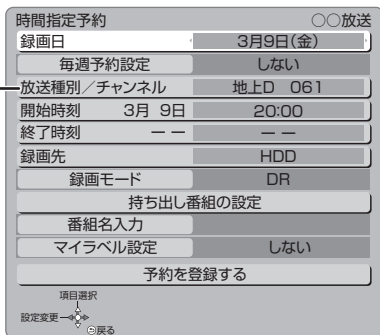 時間指定予約 ○○放送
録画日 3月9日(金)
毎週予約設定 しない
放送種別／チャンネル 地上D 061
開始時刻 3月 9日 20:00
終了時刻 －－ －－
録画先 HDD
録画モード DR
持ち出し番組の設定
番組名入力
マイラベル設定 しない
予約を登録する
項目選択
設定変更
戻る